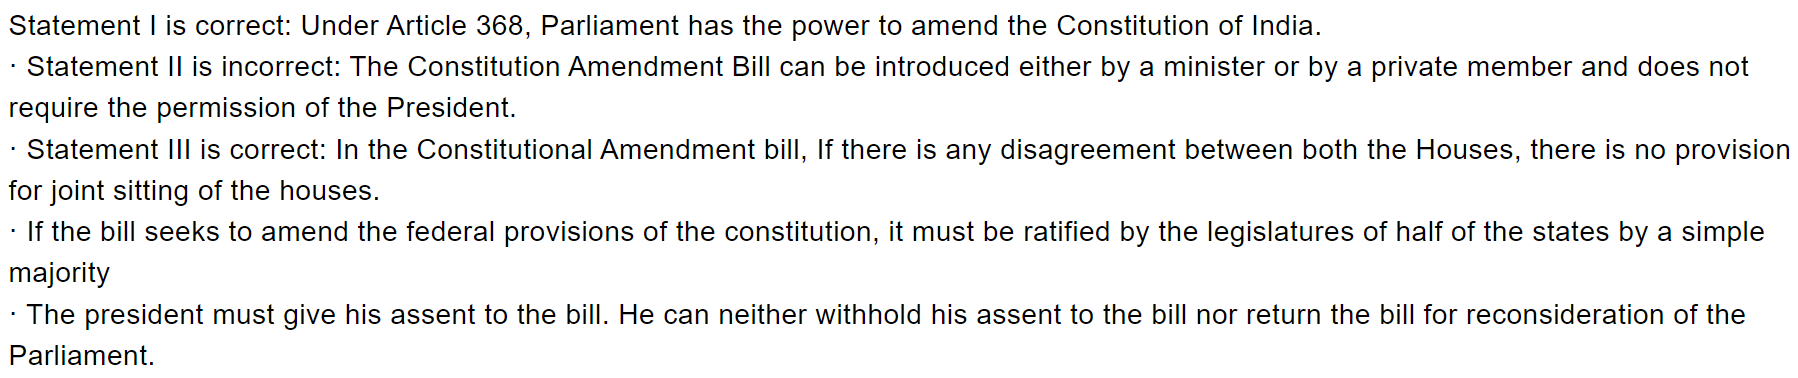 Statement I is correct: Under Article 368, Parliament has the power to amend the Constitution of India.
· Statement II is incorrect: The Constitution Amendment Bill can be introduced either by a minister or by a private member and does not
require the permission of the President.
· Statement III is correct: In the Constitutional Amendment bill, If there is any disagreement between both the Houses, there is no provision
for joint sitting of the houses.
· If the bill seeks to amend the federal provisions of the constitution, it must be ratified by the legislatures of half of the states by a simple
majority
· The president must give his assent to the bill. He can neither withhold his assent to the bill nor return the bill for reconsideration of the
Parliament.